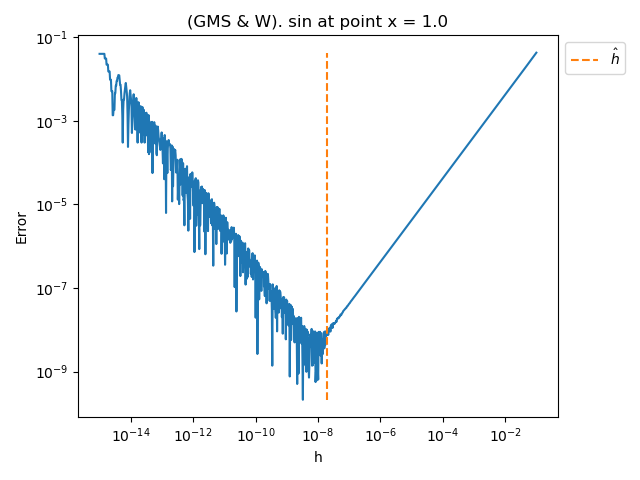 (GMS & W). sin at point x = 1.0
ĥ
Error
10⁻¹
10⁻³
10⁻⁵
10⁻⁷
10⁻⁹
10⁻¹⁴ 10⁻¹² 10⁻¹⁰ 10⁻⁸ 10⁻⁶ 10⁻⁴ 10⁻²
h